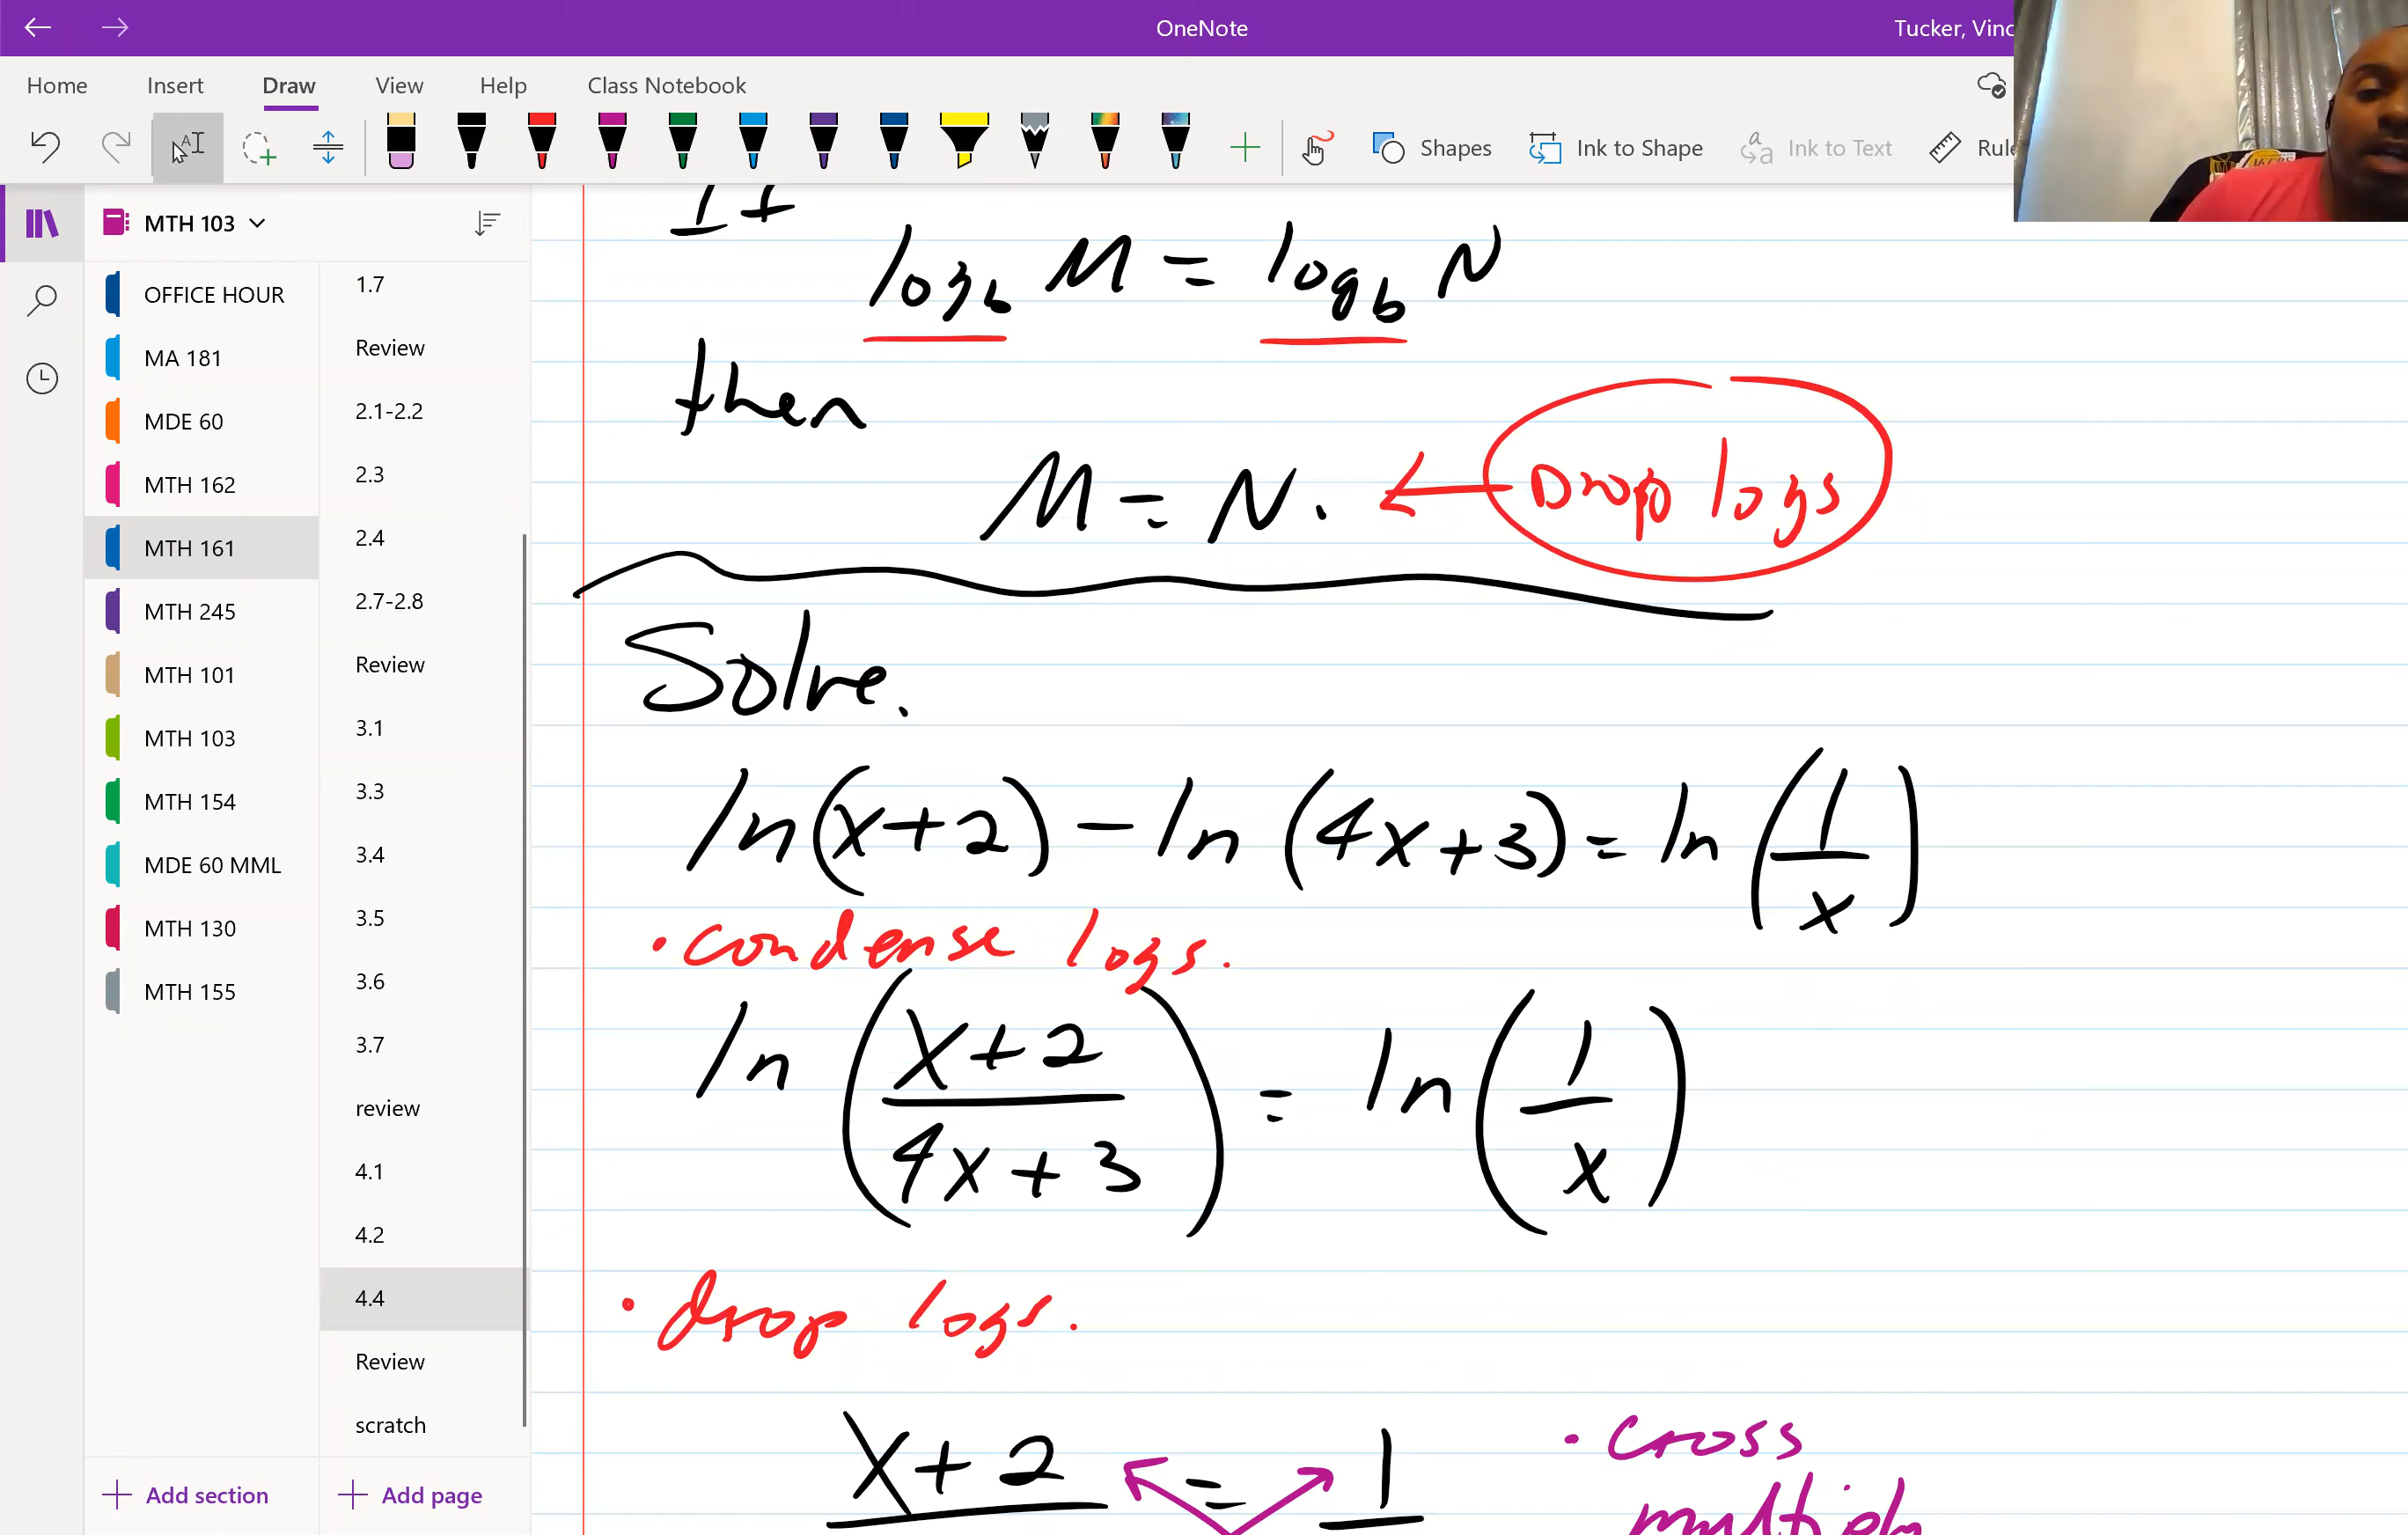 OneNote
Tucker, Vinc
Home Insert Draw View Help Class Notebook
Shapes Ink to Shape Ink to Text Rule
MTH 103
OFFICE HOUR
MA 181
MDE 60
MTH 162
MTH 161
MTH 245
MTH 101
MTH 103
MTH 154
MDE 60 MML
MTH 130
MTH 155
Add section
1.7
Review
2.1-2.2
2.3
2.4
2.7-2.8
Review
3.1
3.3
3.4
3.5
3.6
3.7
review
4.1
4.2
4.4
Review
scratch
Add page
If
log_b M = log_b N
then
M = N. ← Drop logs
Solve.
ln(x+2) - ln(4x+3) = ln(1/x)
• condense logs.
ln((x+2)/(4x+3)) = ln(1/x)
• drop logs.
x+2 = 1 • cross
multiply